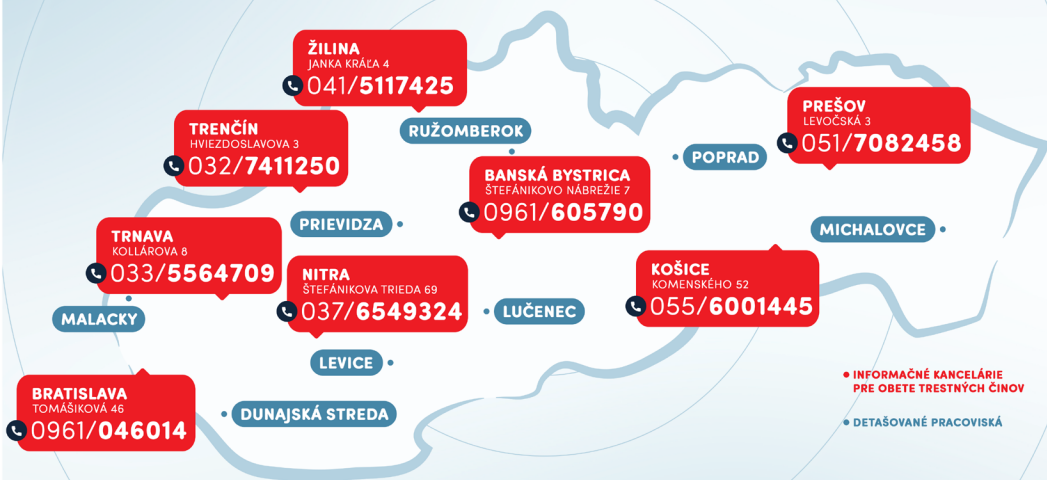 ŽILINA
JANKA KRÁĽA 4
041/5117425
TRENČÍN
HVIEZDOSLAVOVA 3
032/7411250
RUŽOMBEROK
PREŠOV
LEVOČSKÁ 3
051/7082458
POPRAD
BANSKÁ BYSTRICA
ŠTEFÁNIKOVO NÁBREŽIE 7
0961/605790
PRIEVIDZA
MICHALOVCE
TRNAVA
KOLLÁROVA 8
033/5564709
NITRA
ŠTEFÁNIKOVA TRIEDA 69
037/6549324
KOŠICE
KOMENSKÉHO 52
055/6001445
LUČENEC
MALACKY
LEVICE
BRATISLAVA
TOMÁŠIKOVÁ 46
0961/046014
DUNAJSKÁ STREDA
INFORMAČNÉ KANCELÁRIE
PRE OBETE TRESTNÝCH ČINOV
DETAŠOVANÉ PRACOVISKÁ